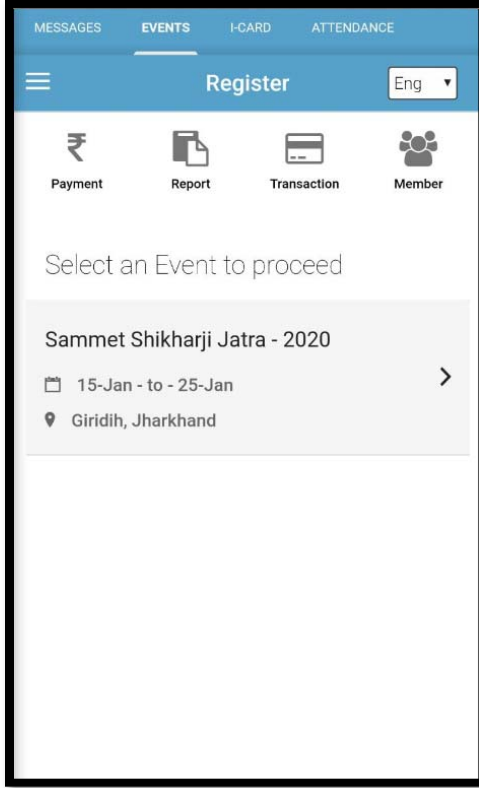 MESSAGES EVENTS I-CARD ATTENDANCE
Register Eng
₹
Payment Report Transaction Member
Select an Event to proceed
Sammet Shikharji Jatra - 2020
15-Jan - to - 25-Jan
Giridih, Jharkhand